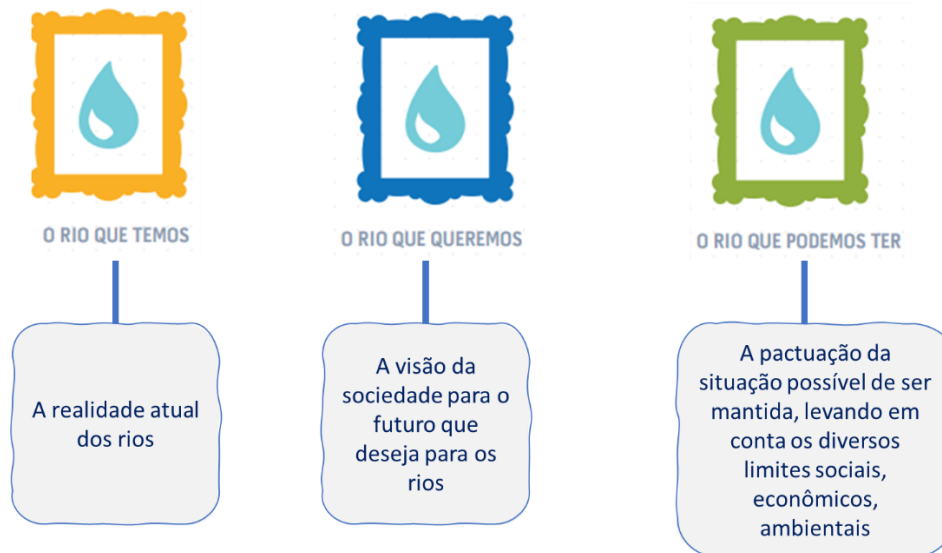 O RIO QUE TEMOS
O RIO QUE QUEREMOS
O RIO QUE PODEMOS TER
A realidade atual
dos rios
A visão da
sociedade para o
futuro que
deseja para os
rios
A pactuação da
situação possível de ser
mantida, levando em
conta os diversos
limites sociais,
econômicos,
ambientais